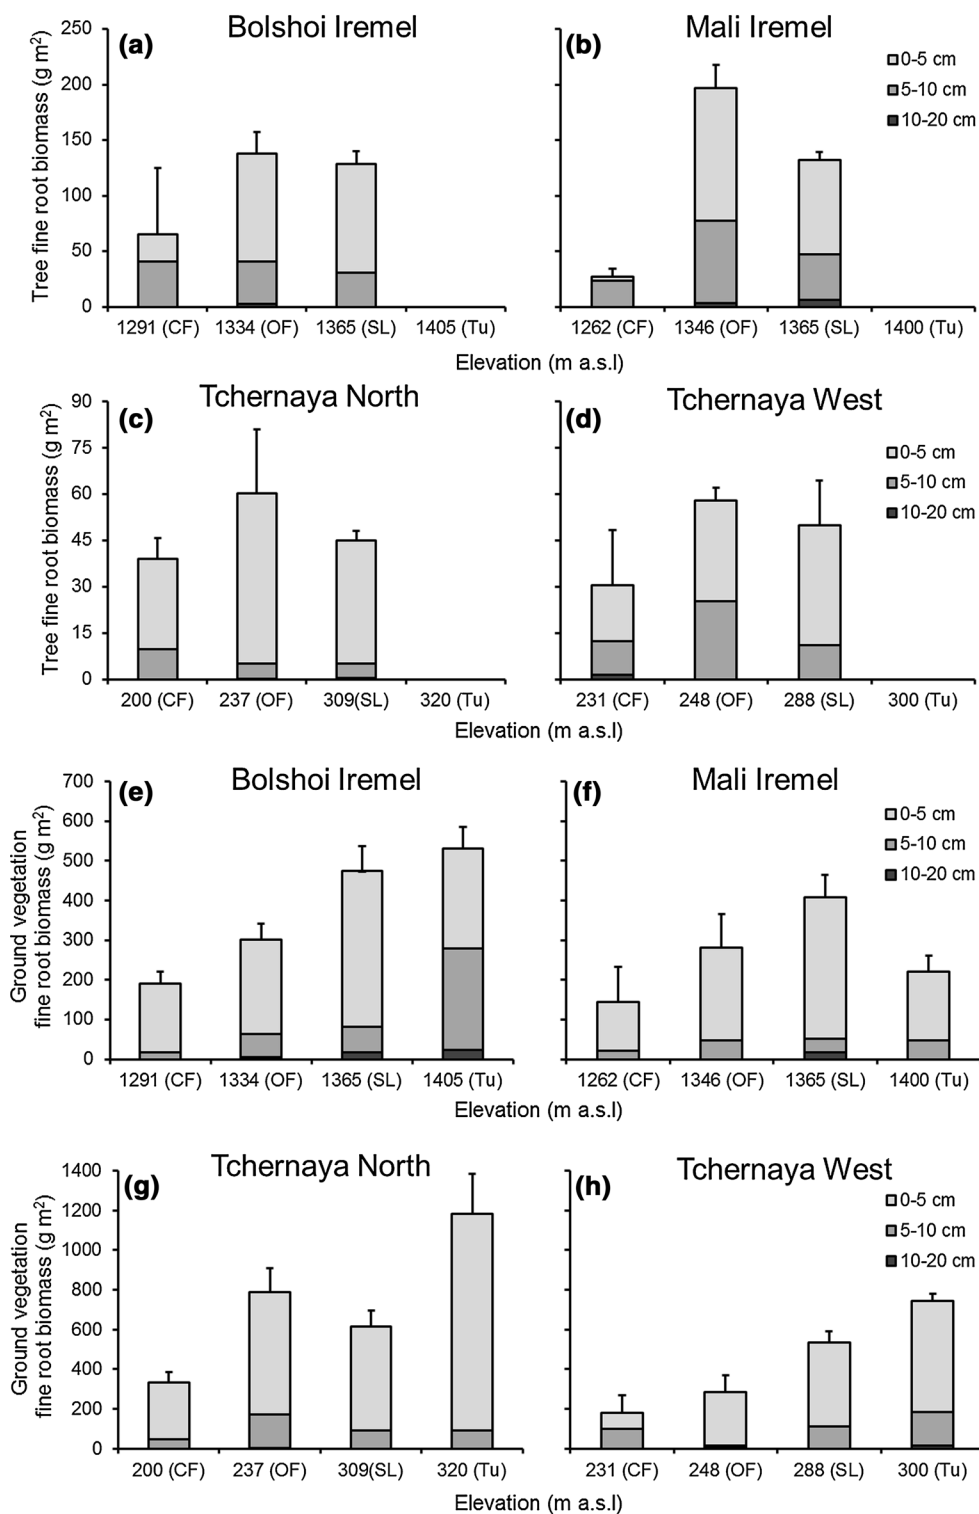 Bolshoi Iremel
Mali Iremel
(a)
(b)
Tree fine root biomass (g m²)
250
200
150
100
50
0
0-5 cm
5-10 cm
10-20 cm
1291 (CF) 1334 (OF) 1365 (SL) 1405 (Tu)
1262 (CF) 1346 (OF) 1365 (SL) 1400 (Tu)
Elevation (m a.s.l)
Tchernaya North
Tchernaya West
(c)
(d)
Tree fine root biomass (g m²)
90
75
60
45
30
15
0
0-5 cm
5-10 cm
10-20 cm
200 (CF) 237 (OF) 309(SL) 320 (Tu)
231 (CF) 248 (OF) 288 (SL) 300 (Tu)
Elevation (m a.s.l)
Bolshoi Iremel
Mali Iremel
(e)
(f)
Ground vegetation
fine root biomass (g m²)
700
600
500
400
300
200
100
0
0-5 cm
5-10 cm
10-20 cm
1291 (CF) 1334 (OF) 1365 (SL) 1405 (Tu)
1262 (CF) 1346 (OF) 1365 (SL) 1400 (Tu)
Elevation (m a.s.l)
Tchernaya North
Tchernaya West
(g)
(h)
Ground vegetation
fine root biomass (g m²)
1400
1200
1000
800
600
400
200
0
0-5 cm
5-10 cm
10-20 cm
200 (CF) 237 (OF) 309(SL) 320 (Tu)
231 (CF) 248 (OF) 288 (SL) 300 (Tu)
Elevation (m a.s.l)